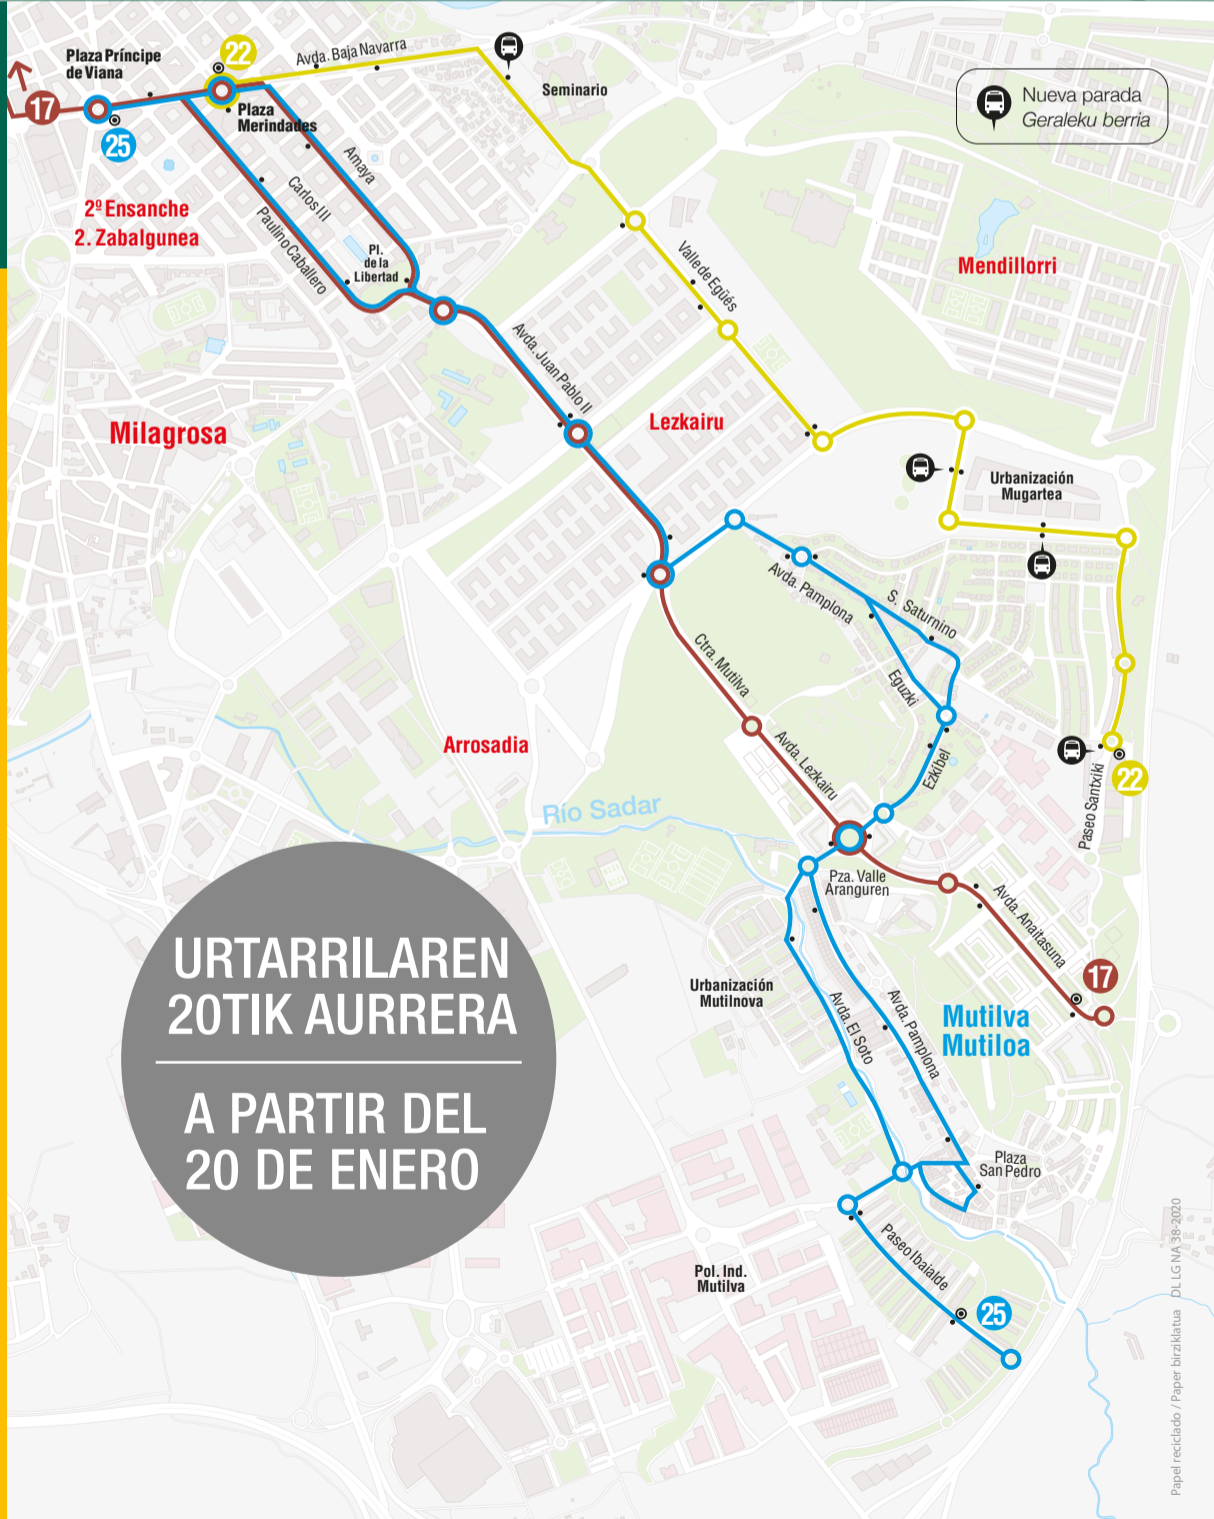 Plaza Príncipe
de Viana
22
Avda. Baja Navarra
Seminario
Nueva parada
Geraleku berria
17
25
Plaza
Merindades
Amaya
Carlos III
Paulino Caballero
Pl.
de la
Libertad
2º Ensanche
2. Zabalgunea
Valle de Egüés
Mendillorri
Avda. Juan Pablo II
Milagrosa
Lezkairu
Urbanización
Mugartea
Avda. Pamplona
S. Saturnino
Eguzki
Ctra. Mutilva
Arrosadia
Avda. Lezkairu
Ezkibel
Paseo Santxiki
22
Río Sadar
Pza. Valle
Aranguren
Avda. Anaitasuna
17
URTARRILAREN
20TIK AURRERA
A PARTIR DEL
20 DE ENERO
Urbanización
Mutilnova
Avda. El Soto
Avda. Pamplona
Mutilva
Mutiloa
Plaza
San Pedro
Paseo Ibaialde
Pol. Ind.
Mutilva
25
Papel reciclado / Paper birziklatua DL LG NA 38-2020